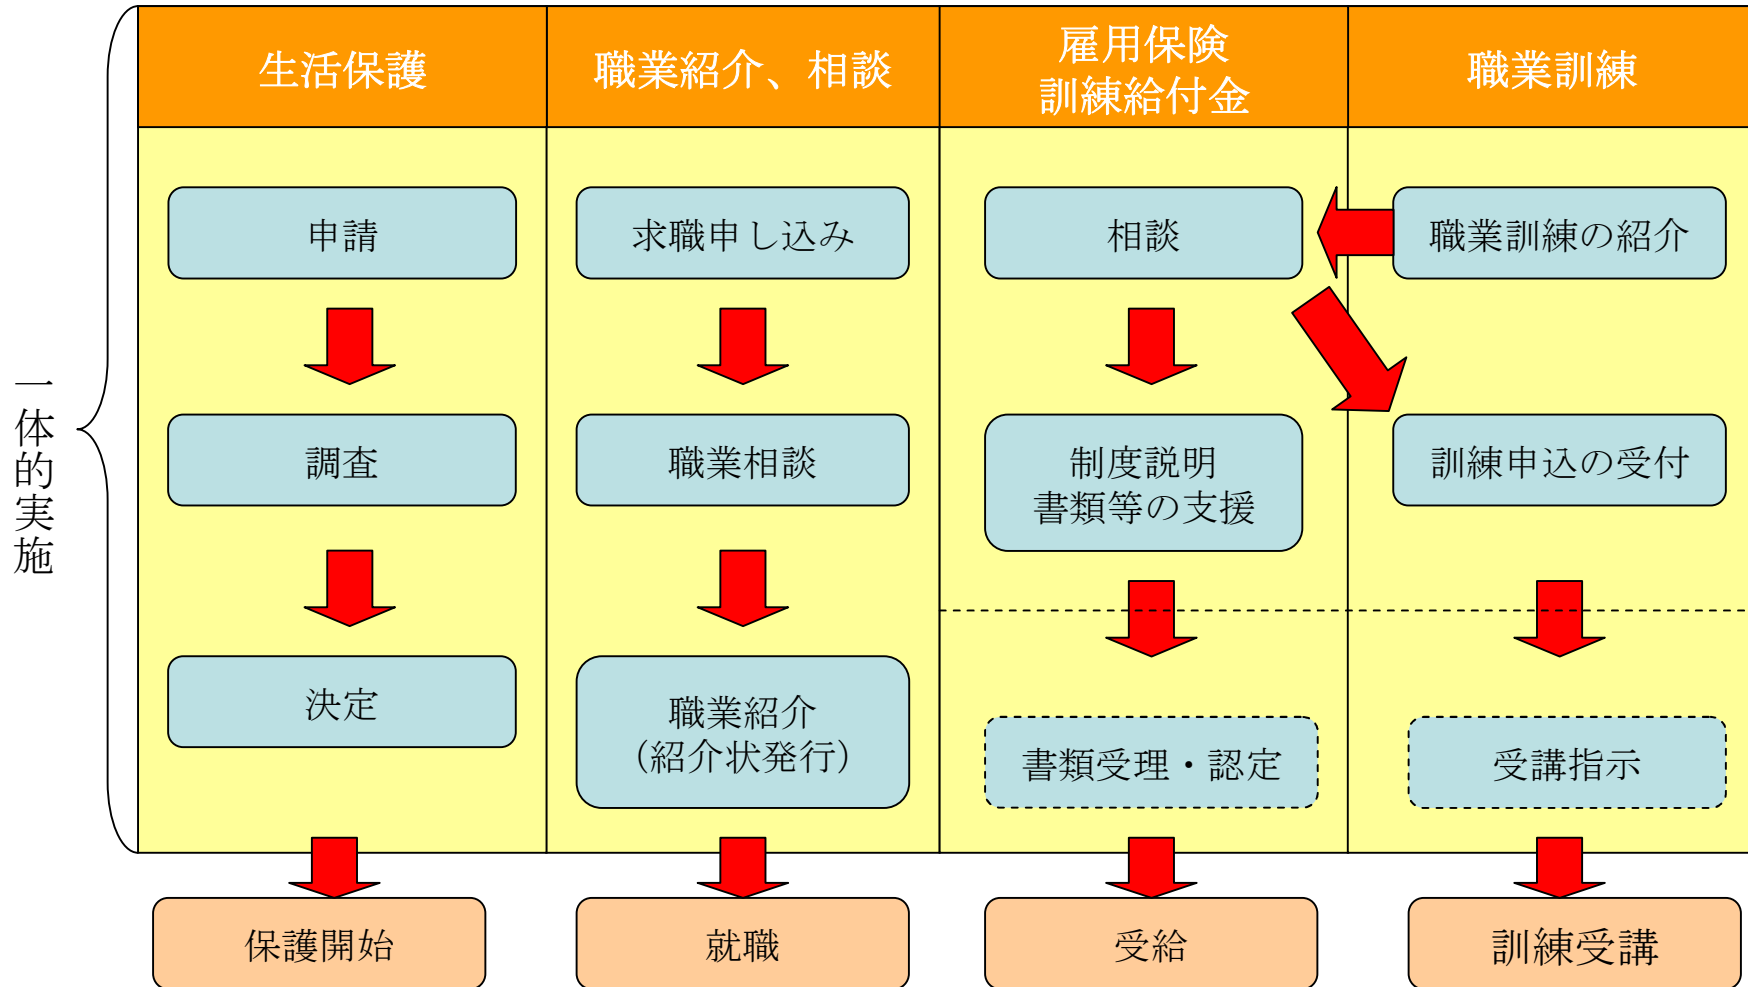 一体的実施
生活保護
職業紹介、相談
雇用保険
訓練給付金
職業訓練
申請
求職申し込み
相談
職業訓練の紹介
調査
職業相談
制度説明
書類等の支援
訓練申込の受付
決定
職業紹介
（紹介状発行）
書類受理・認定
受講指示
保護開始
就職
受給
訓練受講